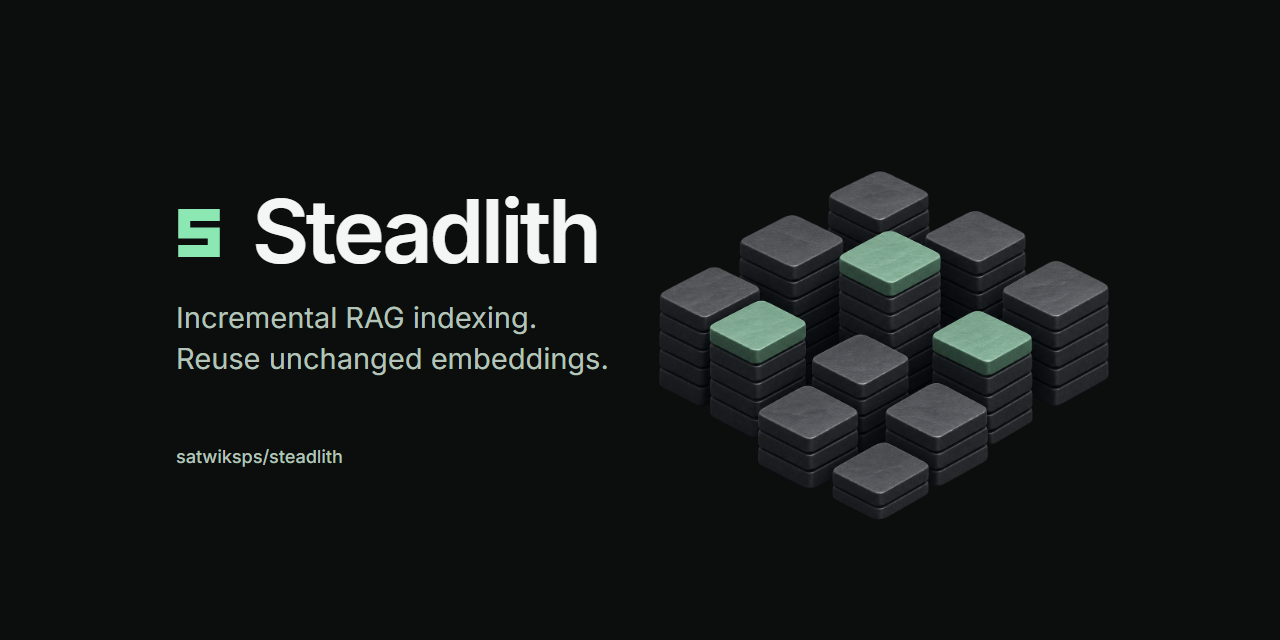 Steadlith
Incremental RAG indexing.
Reuse unchanged embeddings.
satwiksps/steadlith